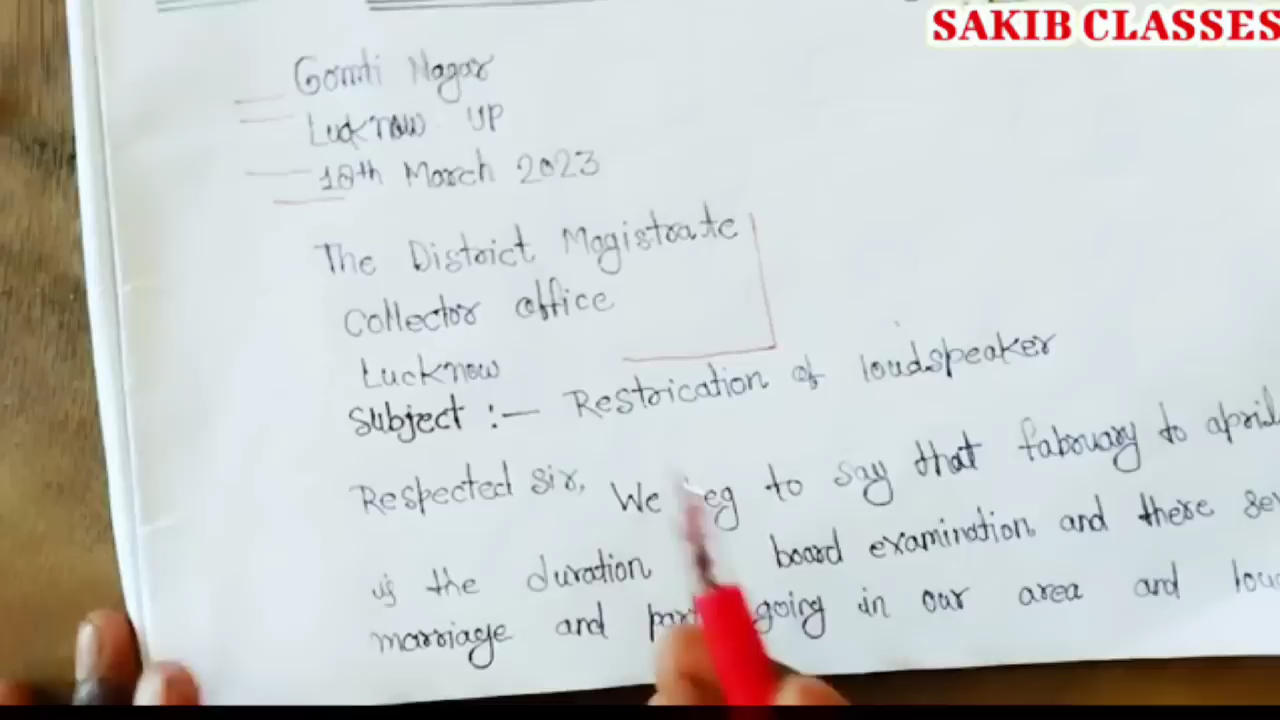 SAKIB CLASSES
Gomti Nagar
Lucknow UP
10th March 2023
The District Magistrate
Collector office
Lucknow
Subject :— Restrication of loudspeaker
Respected sir, We to say that fabruary to april
is the duration board examination and there
marriage and going in our area and